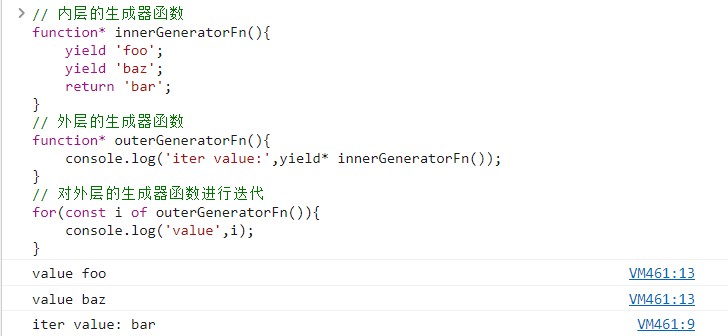 > // 内层的生成器函数
function* innerGeneratorFn(){
    yield 'foo';
    yield 'baz';
    return 'bar';
}
// 外层的生成器函数
function* outerGeneratorFn(){
    console.log('iter value:',yield* innerGeneratorFn());
}
// 对外层的生成器函数进行迭代
for(const i of outerGeneratorFn()){
    console.log('value',i);
}
value foo VM461:13
value baz VM461:13
iter value: bar VM461:9